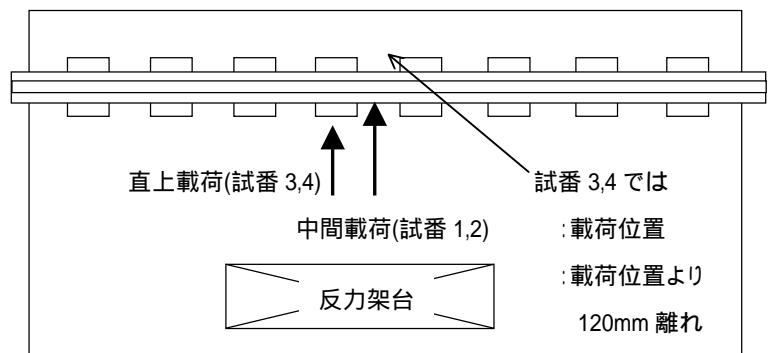 直上載荷(試番 3,4)
中間載荷(試番 1,2)
試番 3,4 では
:載荷位置
:載荷位置より
120mm 離れ
反力架台